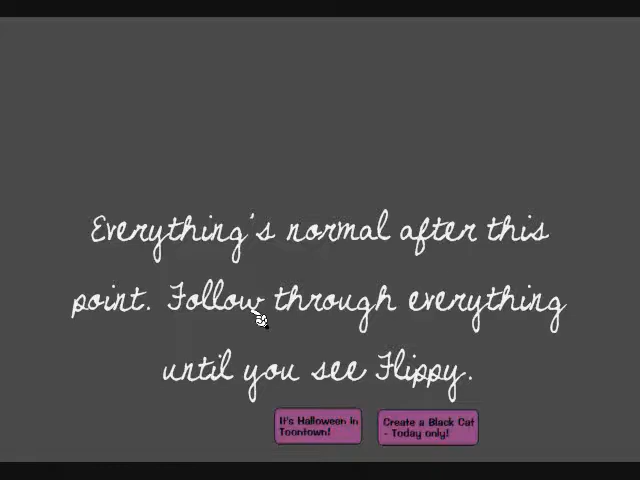 Everything's normal after this
point. Follow through everything
until you see Flippy.
It's Halloween in
Toontown!
Create a Black Cat
- Today only!